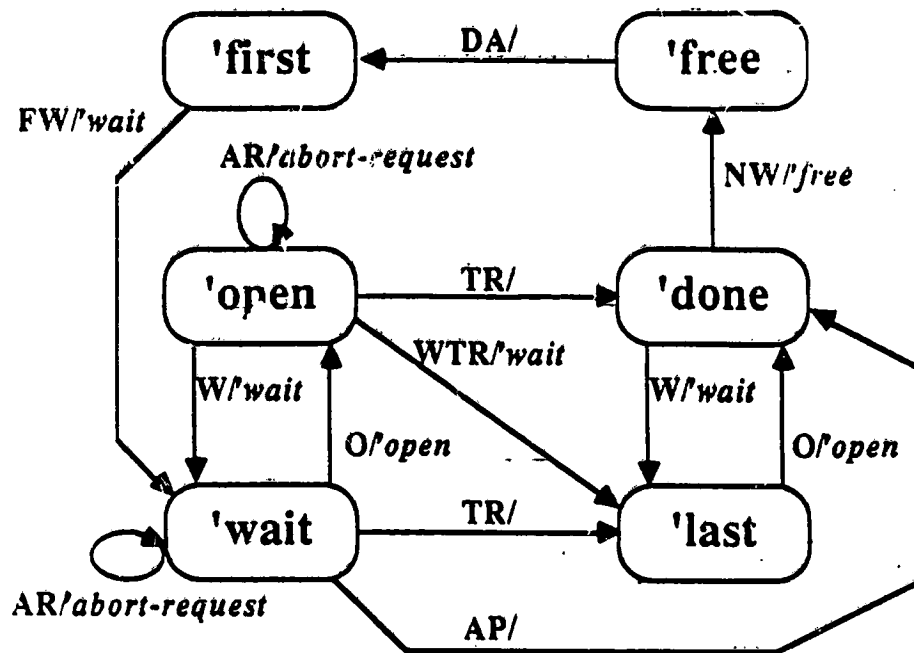 DA/
'first
'free
FW/'wait
AR/'abort-request
NW/'free
'open
TR/
'done
WTR/'wait
W/'wait
W/'wait
O/'open
O/'open
'wait
TR/
'last
AR/'abort-request
AP/